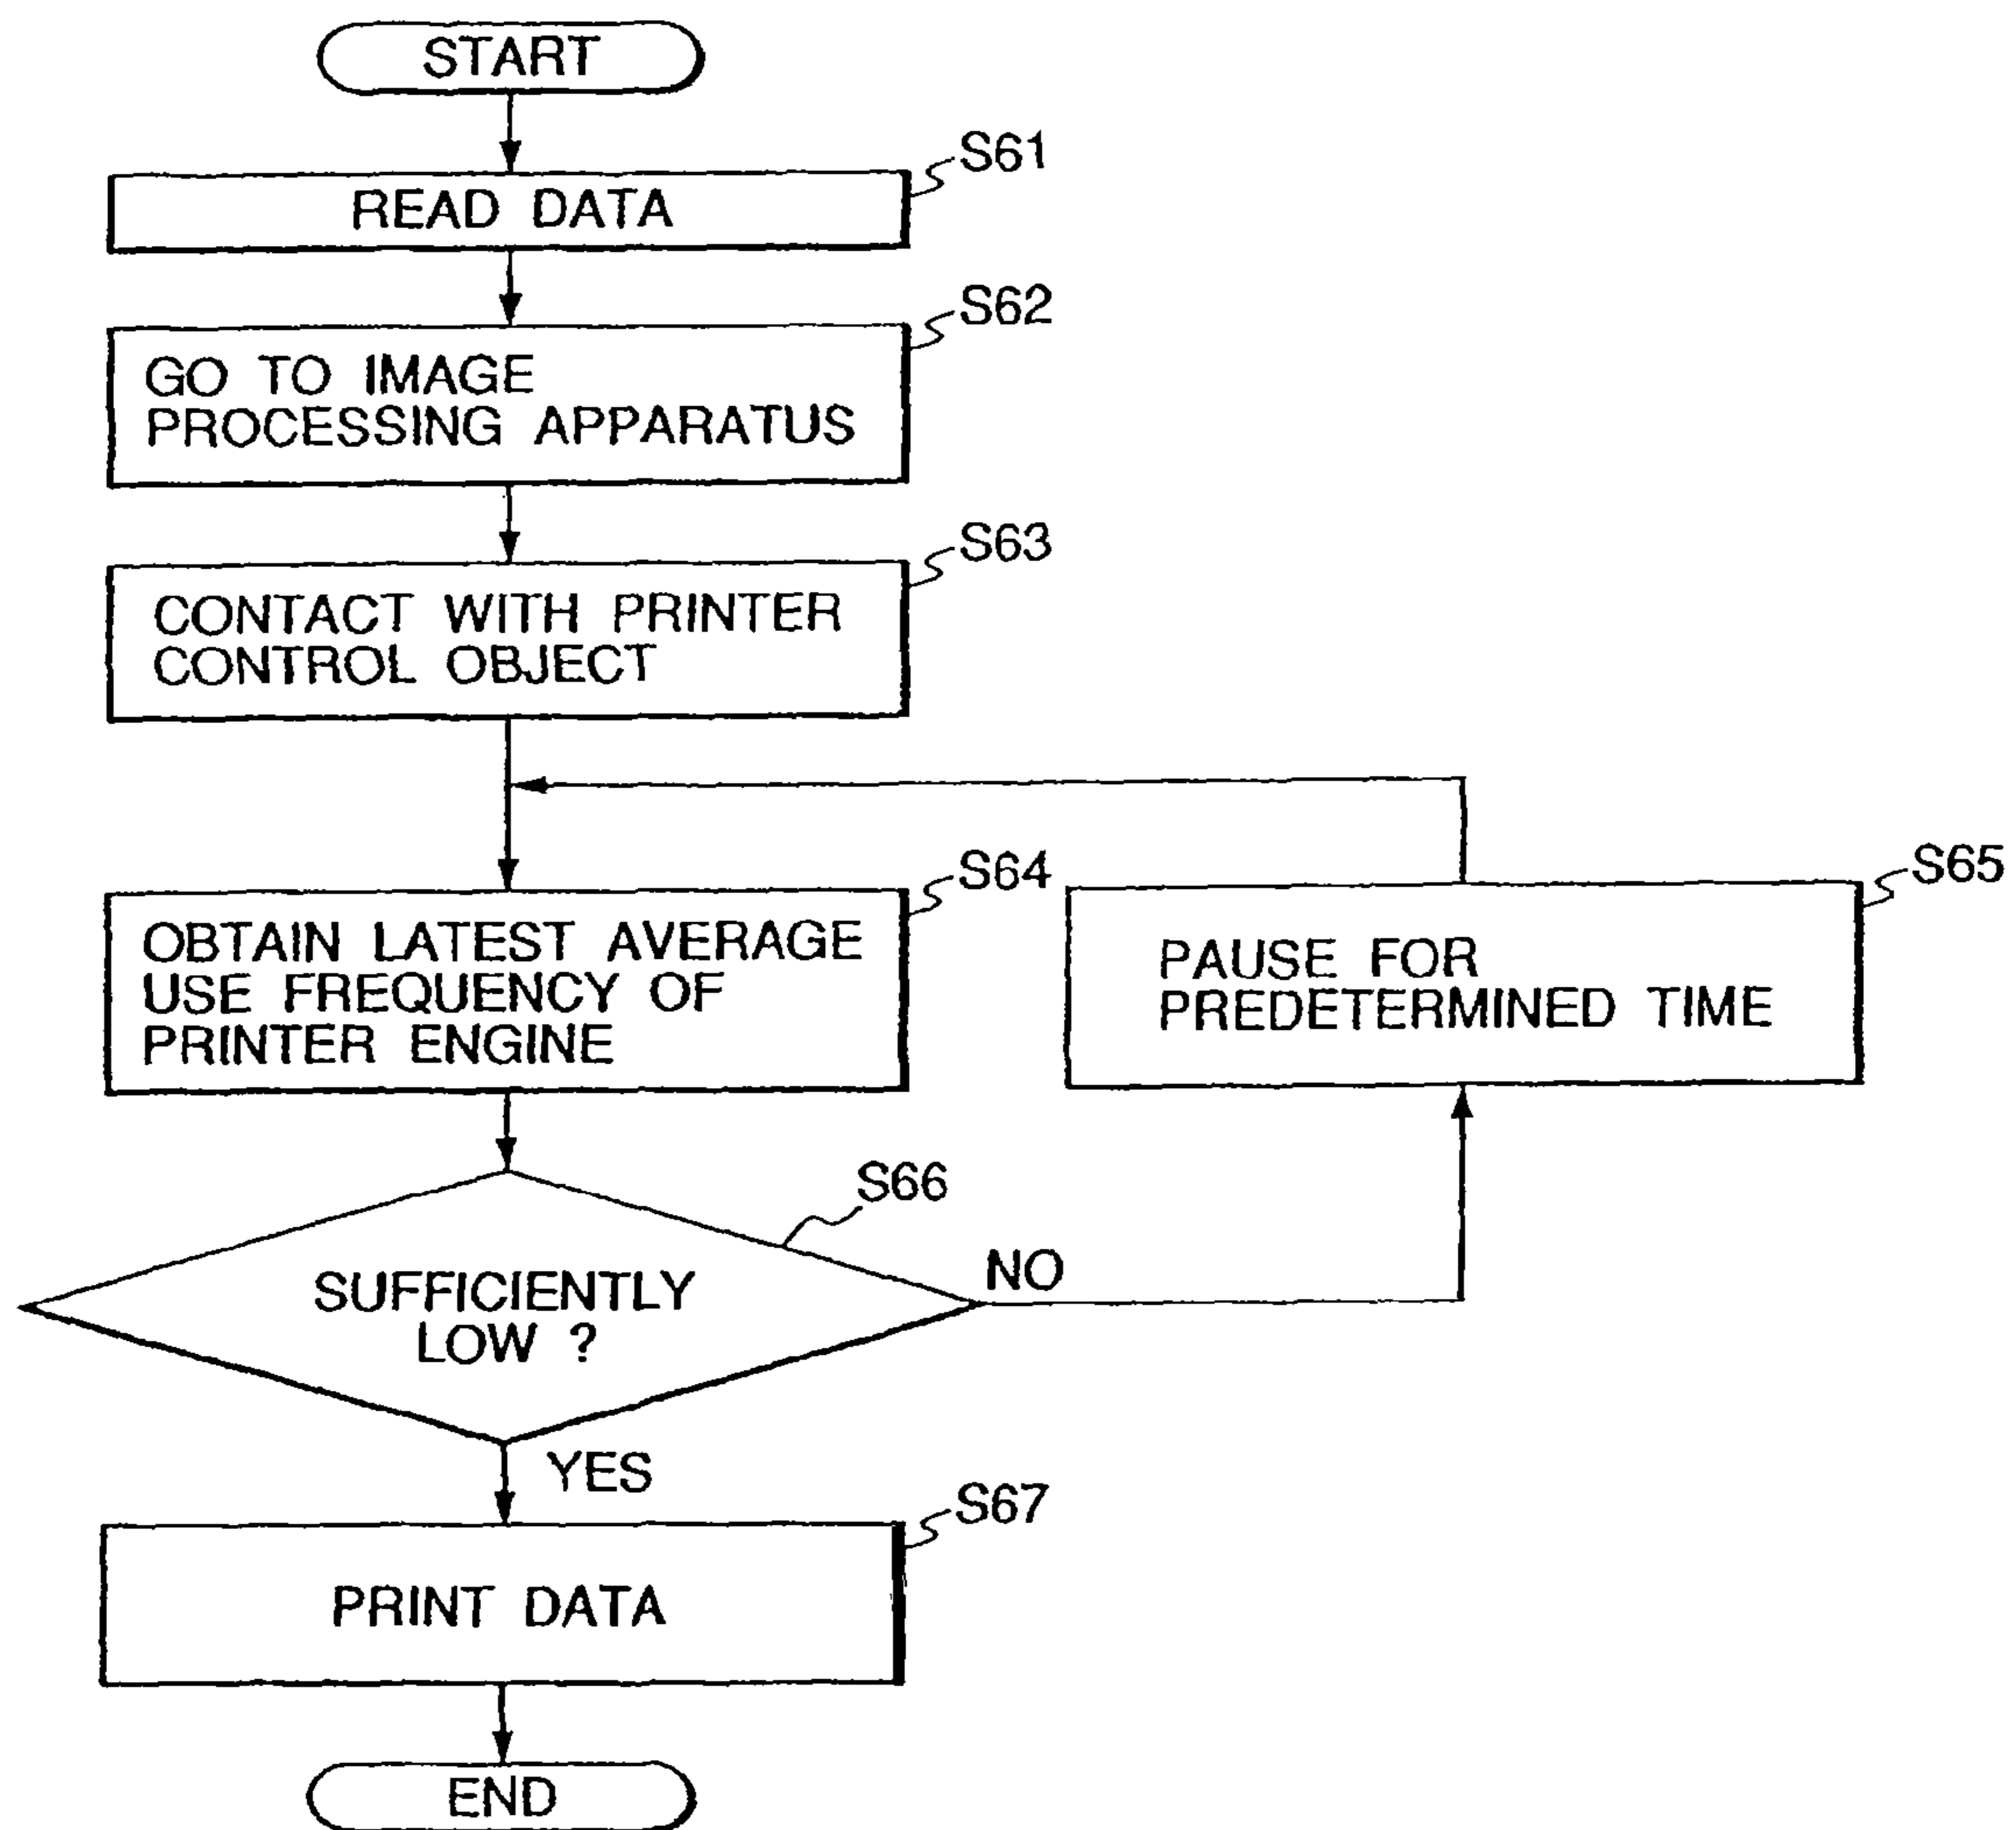 START
S61
READ DATA
S62
GO TO IMAGE
PROCESSING APPARATUS
S63
CONTACT WITH PRINTER
CONTROL OBJECT
S64
OBTAIN LATEST AVERAGE
USE FREQUENCY OF
PRINTER ENGINE
S65
PAUSE FOR
PREDETERMINED TIME
S66
SUFFICIENTLY
LOW ?
NO
YES
S67
PRINT DATA
END